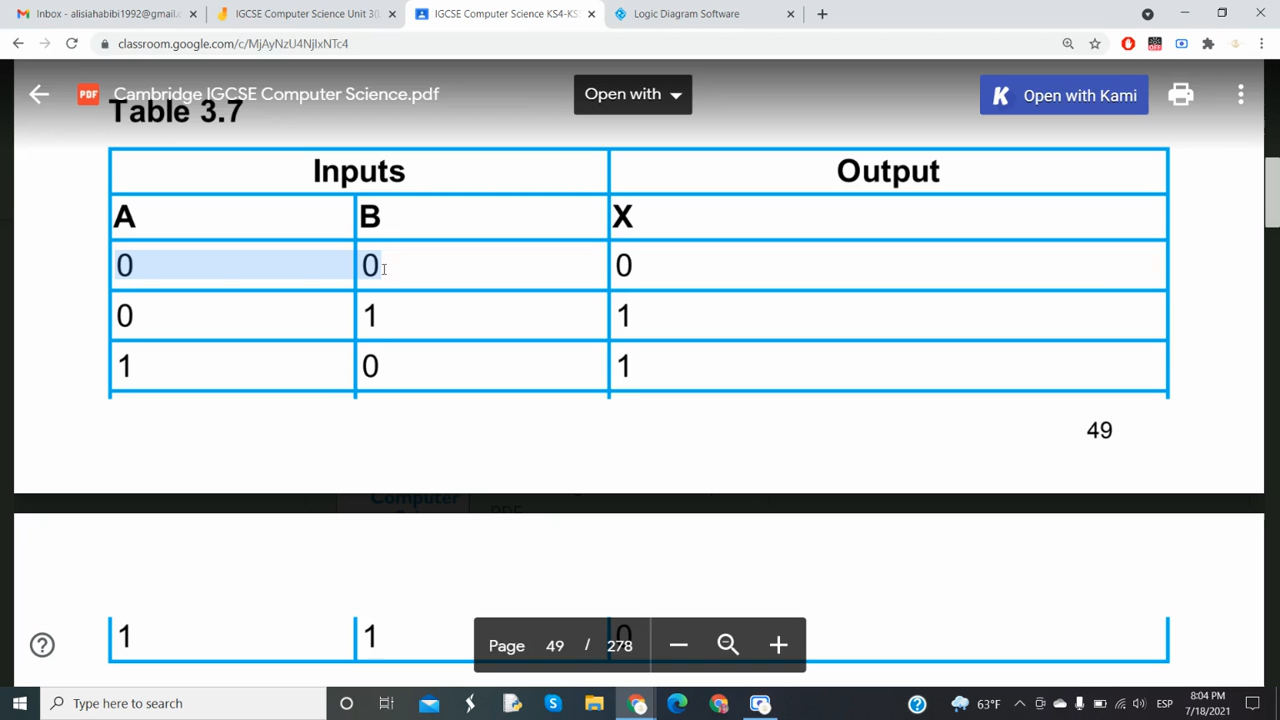 Inbox - alisiahabibi1992@gmail.c
IGCSE Computer Science Unit 3(
IGCSE Computer Science KS4-KS
Logic Diagram Software
classroom.google.com/c/MjAyNzU4NjIxNTc4
PDF
Cambridge IGCSE Computer Science.pdf
Open with
K Open with Kami
Table 3.7
Inputs Output
A B X
0 0 0
0 1 1
1 0 1
49
Computer
1 1 0
Page 49 / 278
Type here to search
63°F
ESP
8:04 PM
7/18/2021